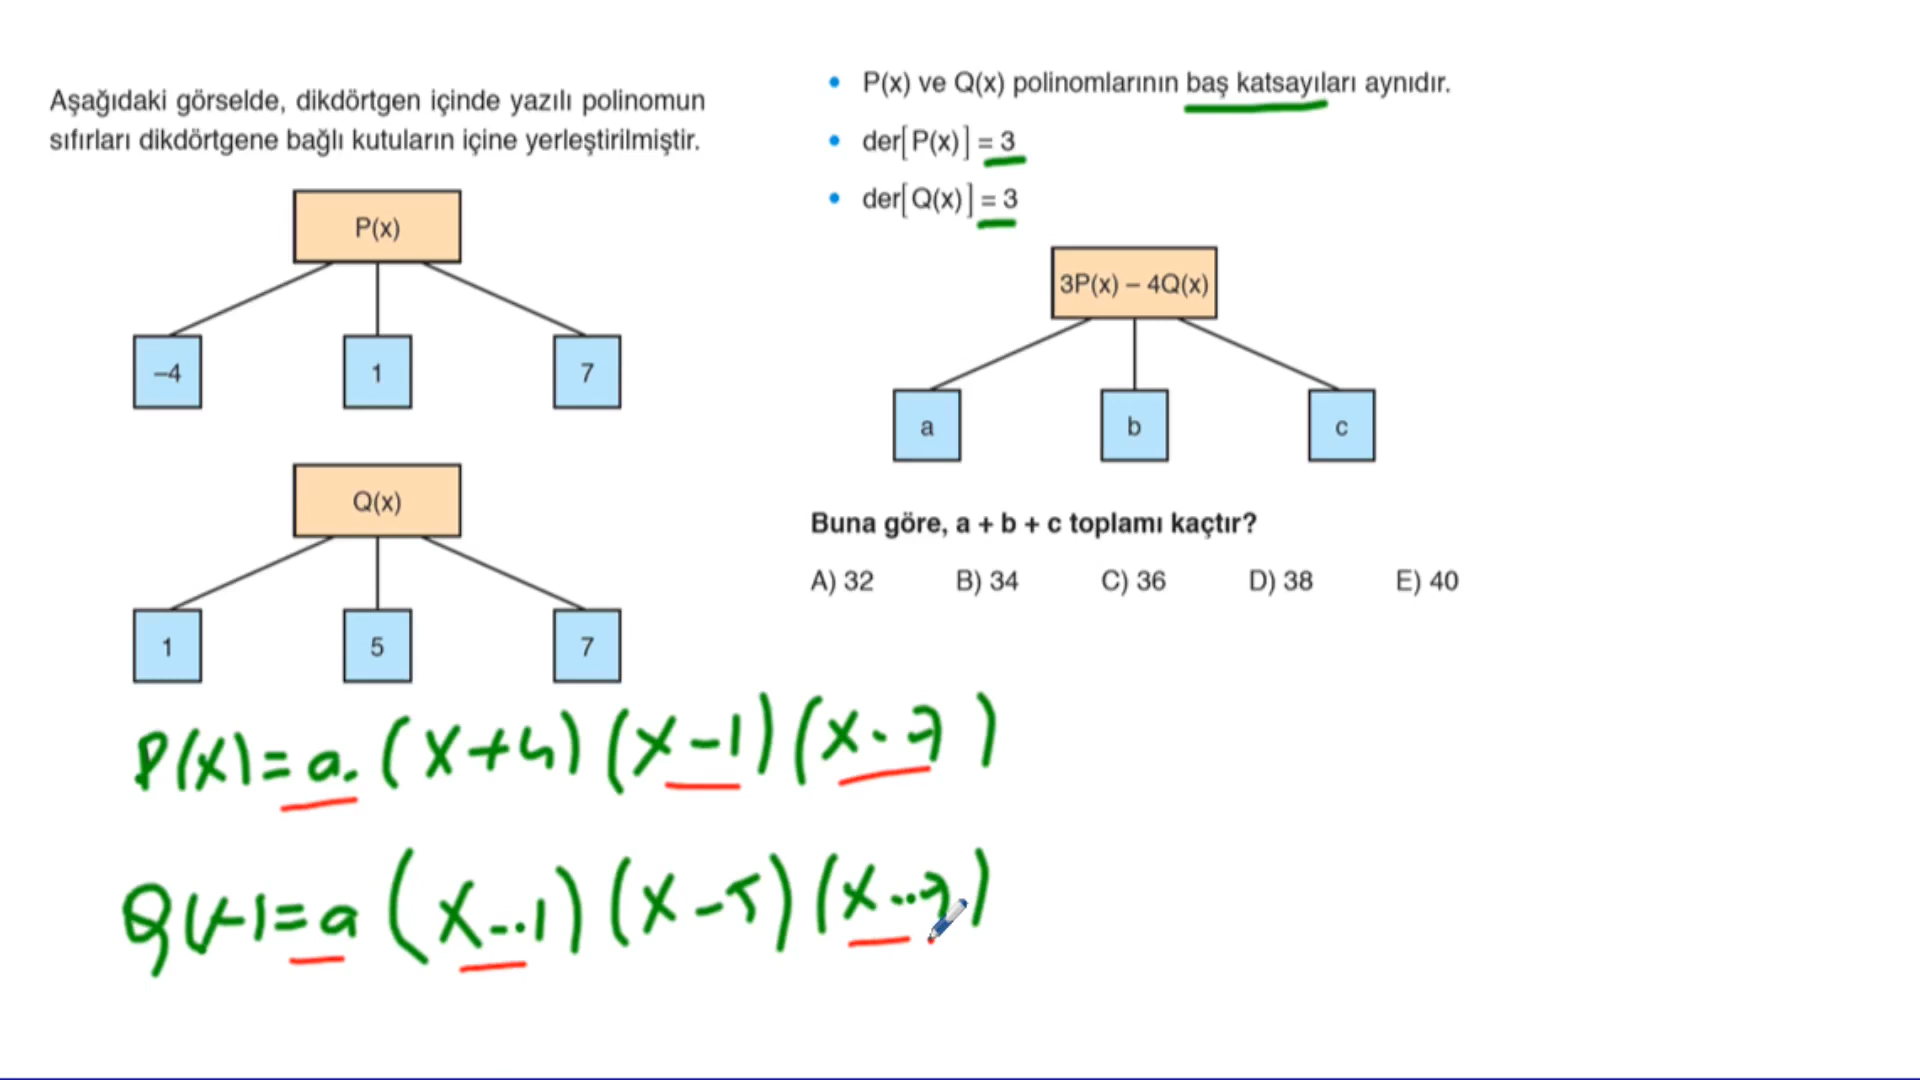 Aşağıdaki görselde, dikdörtgen içinde yazılı polinomun
sıfırları dikdörtgene bağlı kutuların içine yerleştirilmiştir.
P(x)
–4 1 7
Q(x)
1 5 7
• P(x) ve Q(x) polinomlarının baş katsayıları aynıdır.
• der[P(x)] = 3
• der[Q(x)] = 3
3P(x) – 4Q(x)
a b c
Buna göre, a + b + c toplamı kaçtır?
A) 32 B) 34 C) 36 D) 38 E) 40
P(x) = a. (x+4) (x-1) (x-7)
Q(x) = a (x-1) (x-5) (x-7)